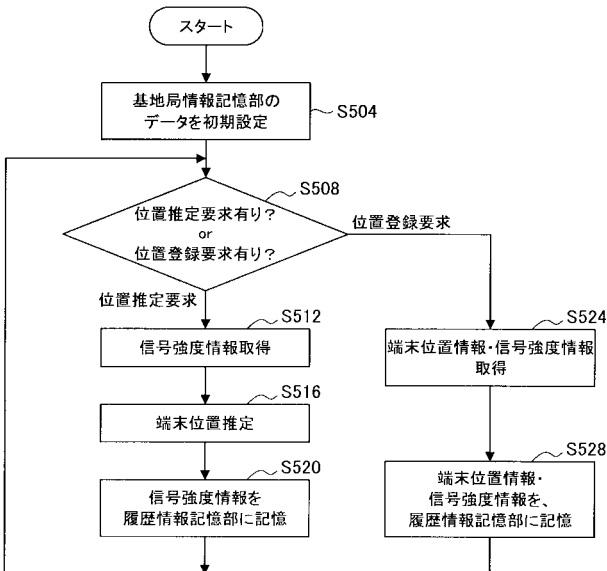 スタート
基地局情報記憶部の
データを初期設定
S504
S508
位置推定要求有り?
or
位置登録要求有り?
位置登録要求
位置推定要求
S512
信号強度情報取得
S516
端末位置推定
S520
信号強度情報を
履歴情報記憶部に記憶
S524
端末位置情報・信号強度情報
取得
S528
端末位置情報・
信号強度情報を、
履歴情報記憶部に記憶